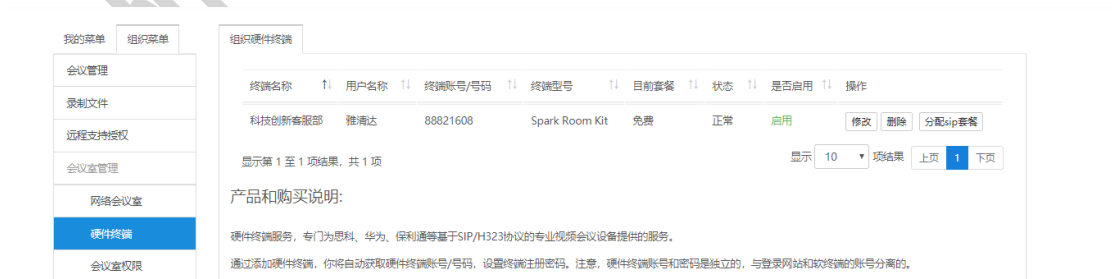 我的菜单 组织菜单 组织硬件终端
会议管理
终端名称 用户名称 终端账号/号码 终端型号 目前套餐 状态 是否启用 操作
录制文件
科技创新客服部 雅清达 88821608 Spark Room Kit 免费 正常 启用 修改 删除 分配sip套餐
远程支持授权
显示第 1 至 1 项结果，共 1 项 显示 10 项结果 上页 1 下页
会议室管理
产品和购买说明:
网络会议室
硬件终端
硬件终端服务，专门为思科、华为、保利通等基于SIP/H323协议的专业视频会议设备提供的服务。
会议室权限
通过添加硬件终端，你将自动获取硬件终端账号/号码，设置终端注册密码。注意，硬件终端账号和密码是独立的，与登录网站和软终端的账号分离的。